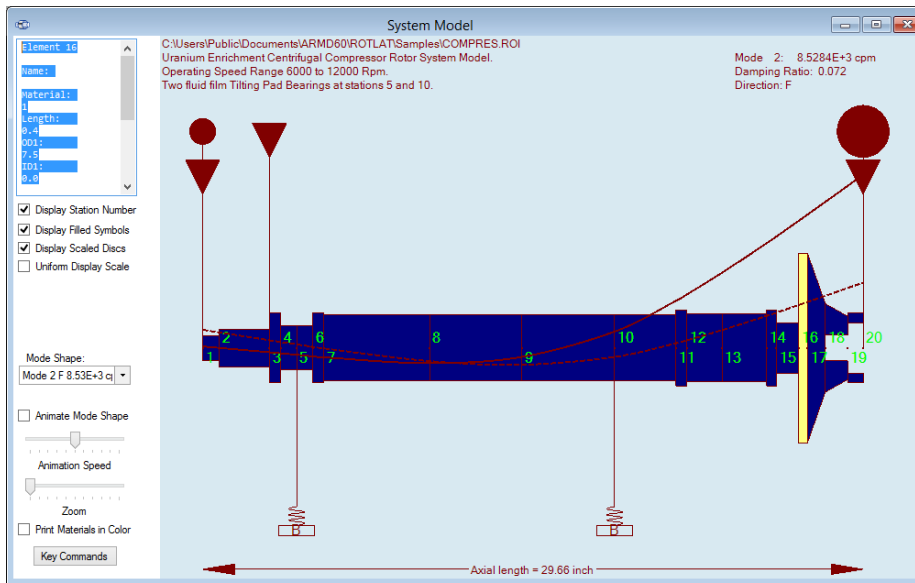 System Model
Element 16
Name:
Material:
1
Length:
0.4
OD1:
7.5
ID1:
0.0
Display Station Number
Display Filled Symbols
Display Scaled Discs
Uniform Display Scale
Mode Shape:
Mode 2 F 8.53E+3 cp
Animate Mode Shape
Animation Speed
Zoom
Print Materials in Color
Key Commands
C:\Users\Public\Documents\ARMD60\ROTLAT\Samples\COMPRES.ROI
Uranium Enrichment Centrifugal Compressor Rotor System Model.
Operating Speed Range 6000 to 12000 Rpm.
Two fluid film Tilting Pad Bearings at stations 5 and 10.
Mode 2: 8.5284E+3 cpm
Damping Ratio: 0.072
Direction: F
2 4 6 8 10 12 14 16 18 20
1 3 5 7 9 11 13 15 17 19
B B
Axial length = 29.66 inch